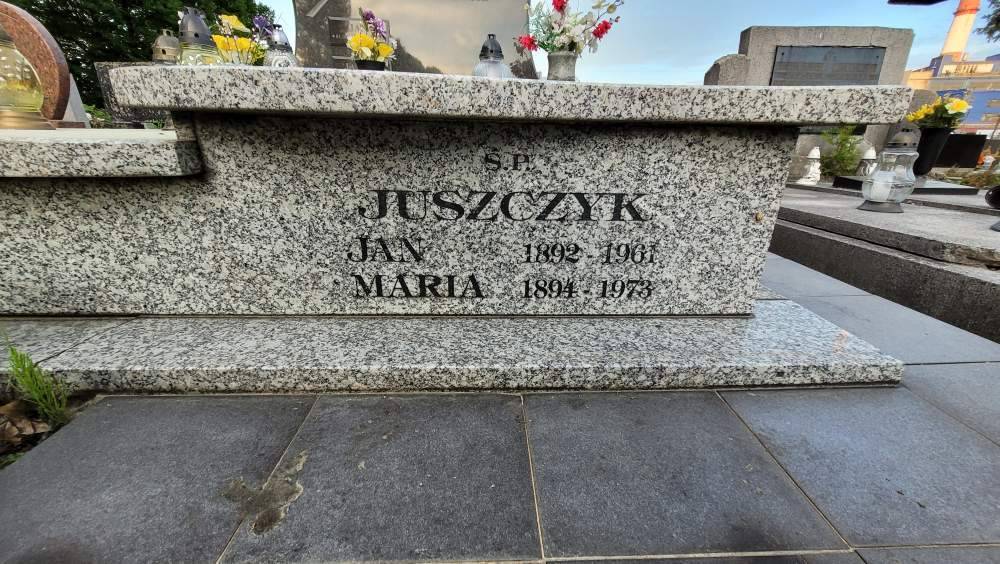 Ś.P.
JUSZCZYK
JAN 1892 - 1961
MARIA 1894 - 1973